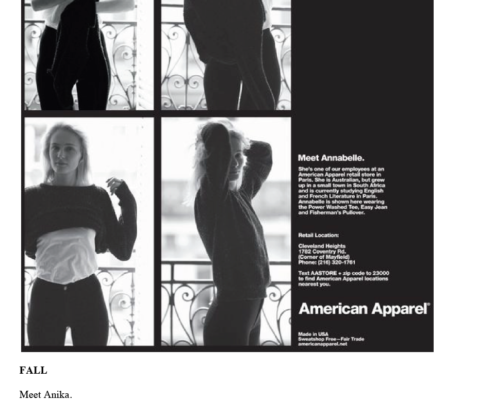 Meet Annabelle.
She's one of our employees at an
American Apparel retail store in
Paris. She is Australian, but grew
up in a small town in South Africa
and is currently studying English
and French Literature in Paris.
Annabelle is shown here wearing
the Power Washed Tee, Easy Jean
and Fisherman's Pullover.
Retail Location:
Cleveland Heights
1782 Coventry Rd.
(Corner of Mayfield)
Phone: (216) 320-1761
Text AASTORE + zip code to 23000
to find American Apparel locations
nearest you.
American Apparel®
Made in USA
Sweatshop Free—Fair Trade
americanapparel.net
FALL
Meet Anika.